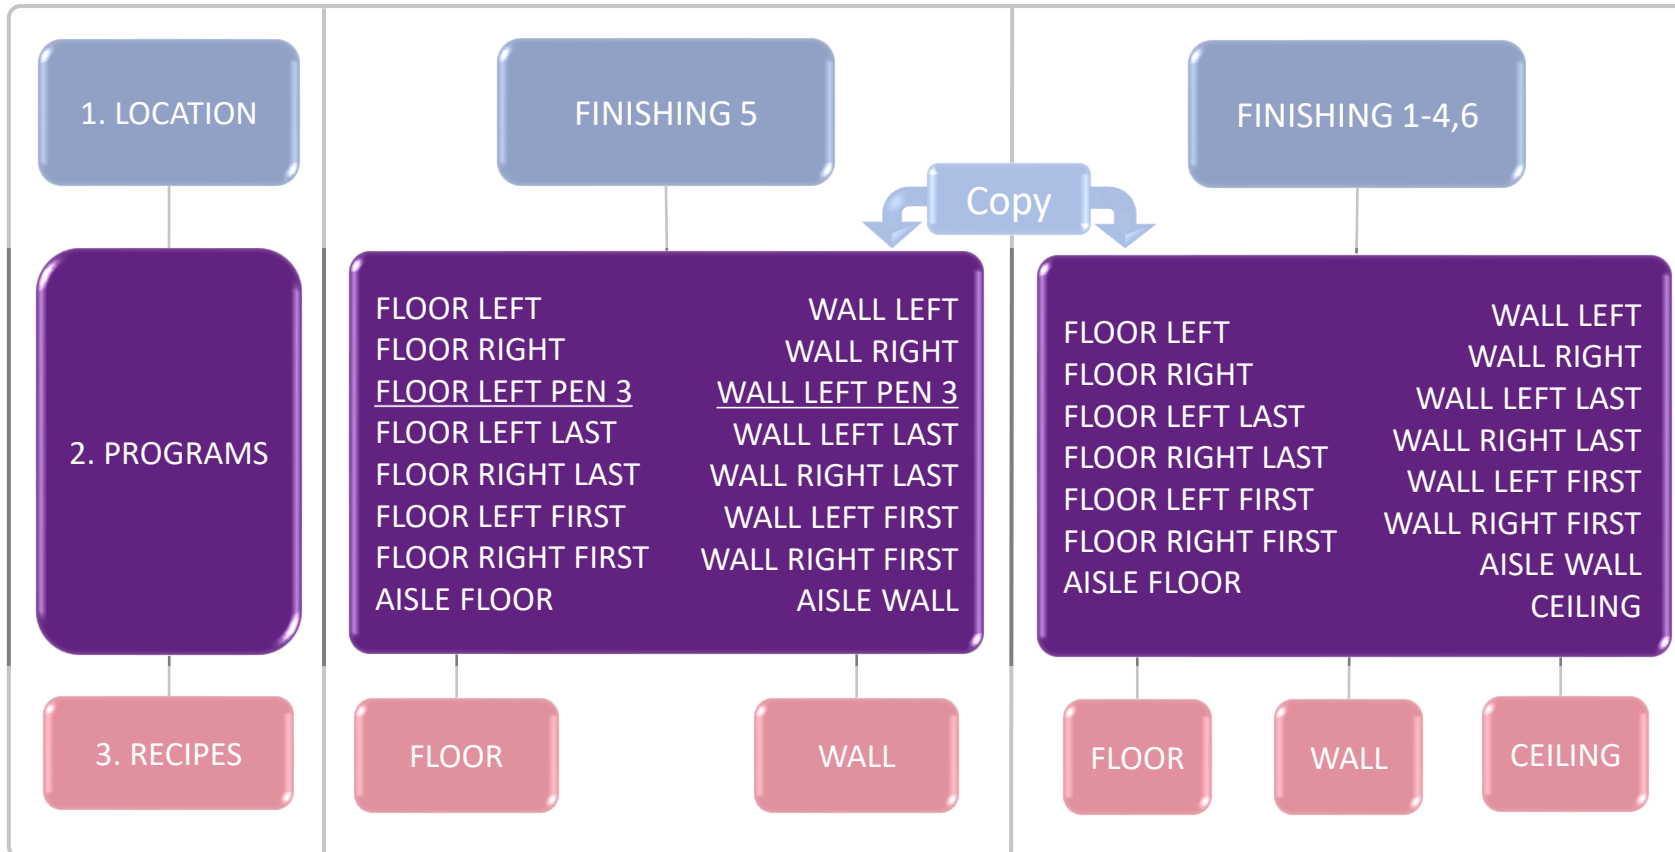 1. LOCATION
FINISHING 5
FINISHING 1-4,6
Copy
2. PROGRAMS
FLOOR LEFT
FLOOR RIGHT
FLOOR LEFT PEN 3
FLOOR LEFT LAST
FLOOR RIGHT LAST
FLOOR LEFT FIRST
FLOOR RIGHT FIRST
AISLE FLOOR
WALL LEFT
WALL RIGHT
WALL LEFT PEN 3
WALL LEFT LAST
WALL RIGHT LAST
WALL LEFT FIRST
WALL RIGHT FIRST
AISLE WALL
FLOOR LEFT
FLOOR RIGHT
FLOOR LEFT LAST
FLOOR RIGHT LAST
FLOOR LEFT FIRST
FLOOR RIGHT FIRST
AISLE FLOOR
WALL LEFT
WALL RIGHT
WALL LEFT LAST
WALL RIGHT LAST
WALL LEFT FIRST
WALL RIGHT FIRST
AISLE WALL
CEILING
3. RECIPES
FLOOR
WALL
FLOOR
WALL
CEILING